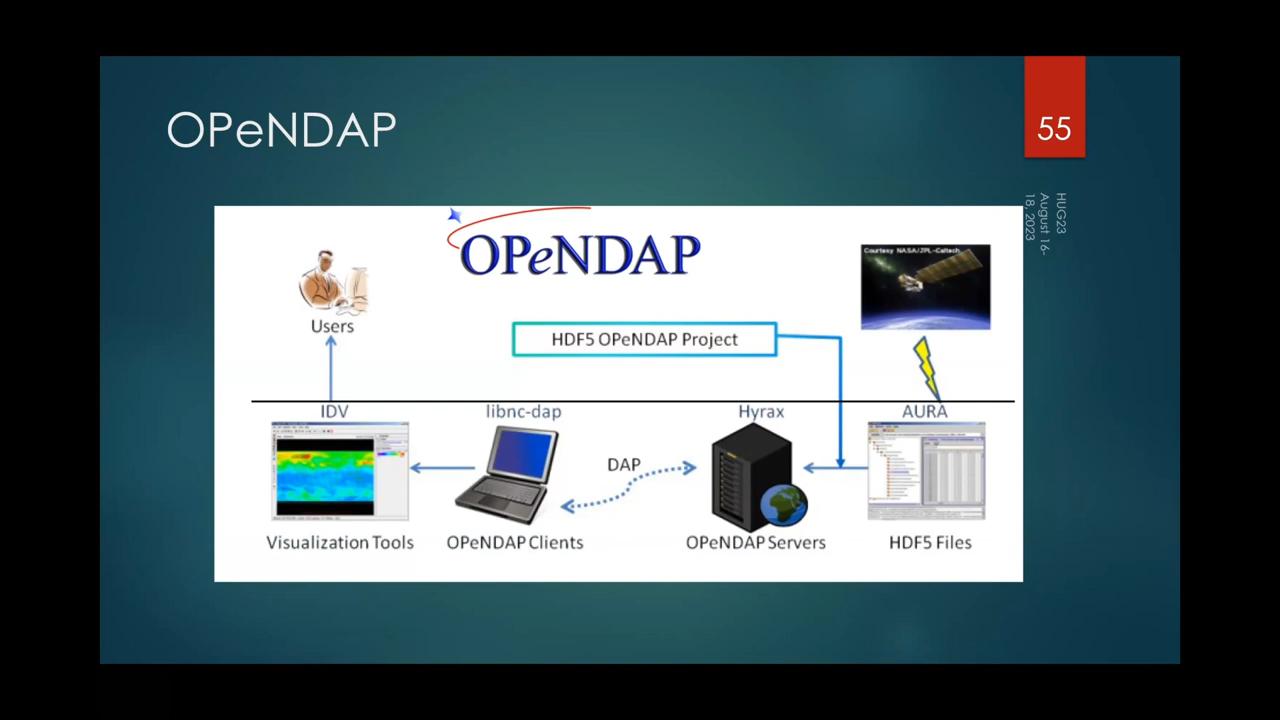 OPeNDAP
55
HUG23
August 16-
18, 2023
OPeNDAP
Courtesy NASA/JPL-Caltech
Users
HDF5 OPeNDAP Project
IDV
libnc-dap
Hyrax
AURA
DAP
Visualization Tools
OPeNDAP Clients
OPeNDAP Servers
HDF5 Files